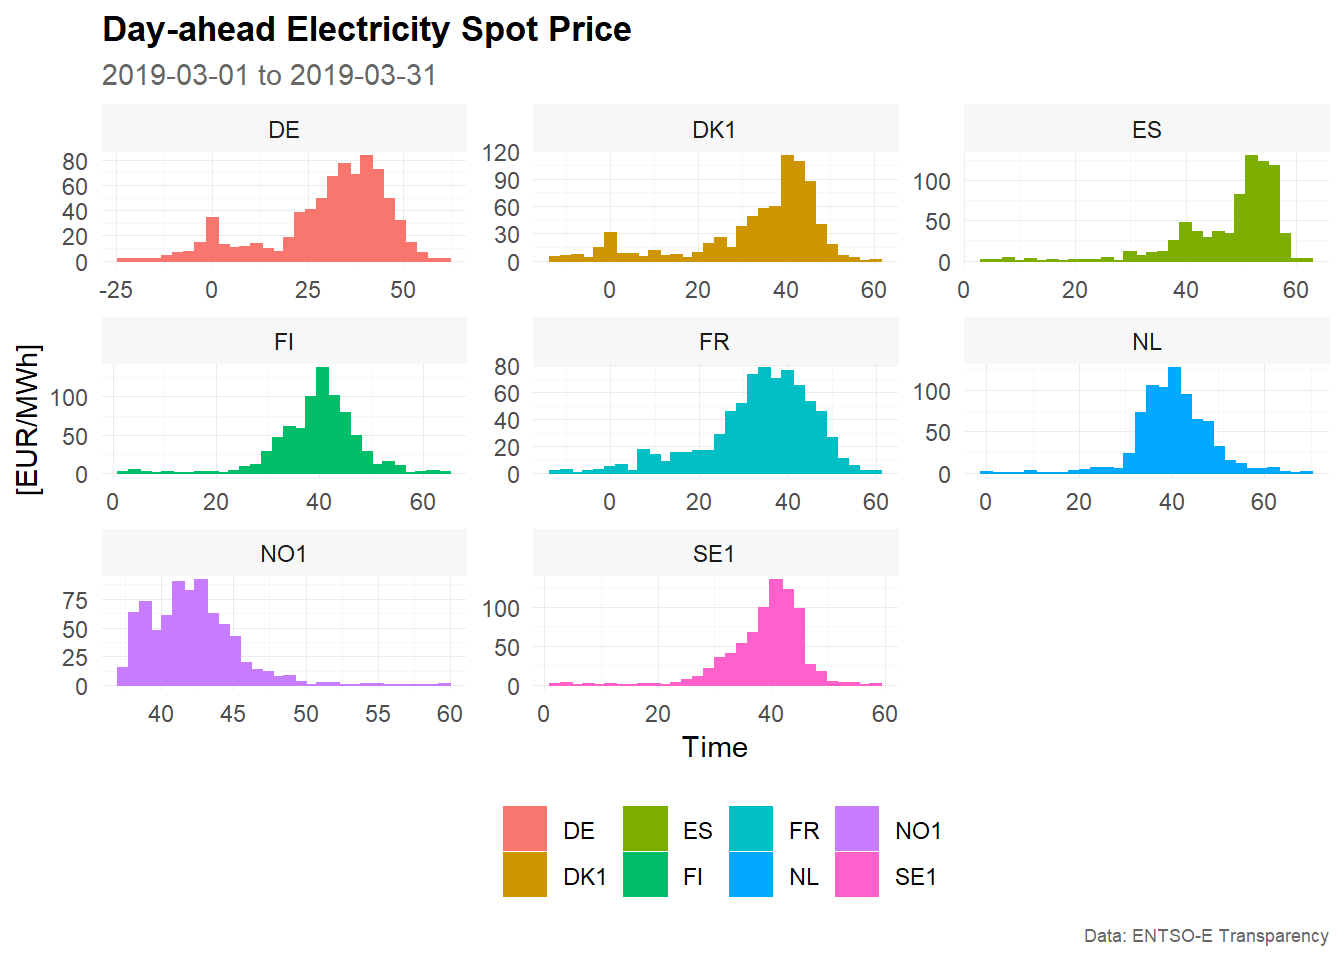 Day-ahead Electricity Spot Price
2019-03-01 to 2019-03-31
DE DK1 ES
80 60 40 20 0
120 90 60 30 0
100 50 0
-25 0 25 50
0 20 40 60
0 20 40 60
FI FR NL
[EUR/MWh]
100 50 0
80 60 40 20 0
100 50 0
0 20 40 60
0 20 40 60
0 20 40 60
NO1 SE1
75 50 25 0
100 50 0
40 45 50 55 60
0 20 40 60
Time
DE ES FR NO1
DK1 FI NL SE1
Data: ENTSO-E Transparency